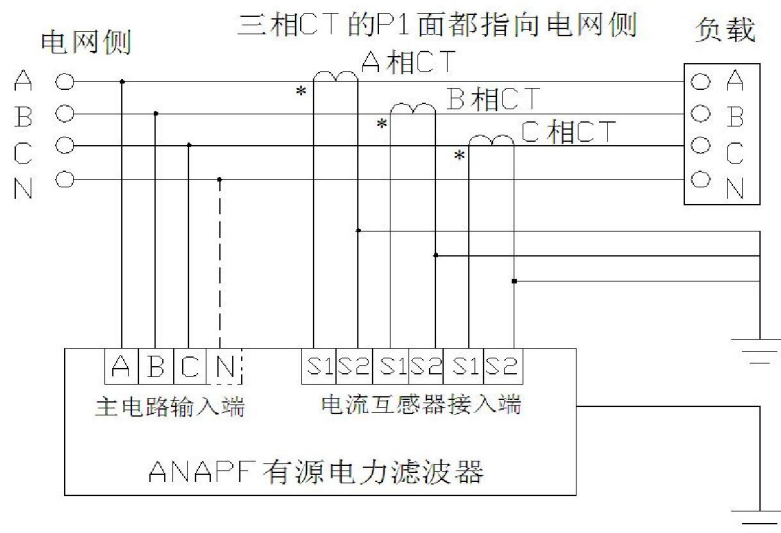 三相CT的P1面都指向电网侧
电网侧
负载
A相CT
A
A
*
B相CT
B
B
*
C相CT
C
C
*
N
N
A B C N
S1 S2 S1 S2 S1 S2
主电路输入端
电流互感器接入端
ANAPF有源电力滤波器